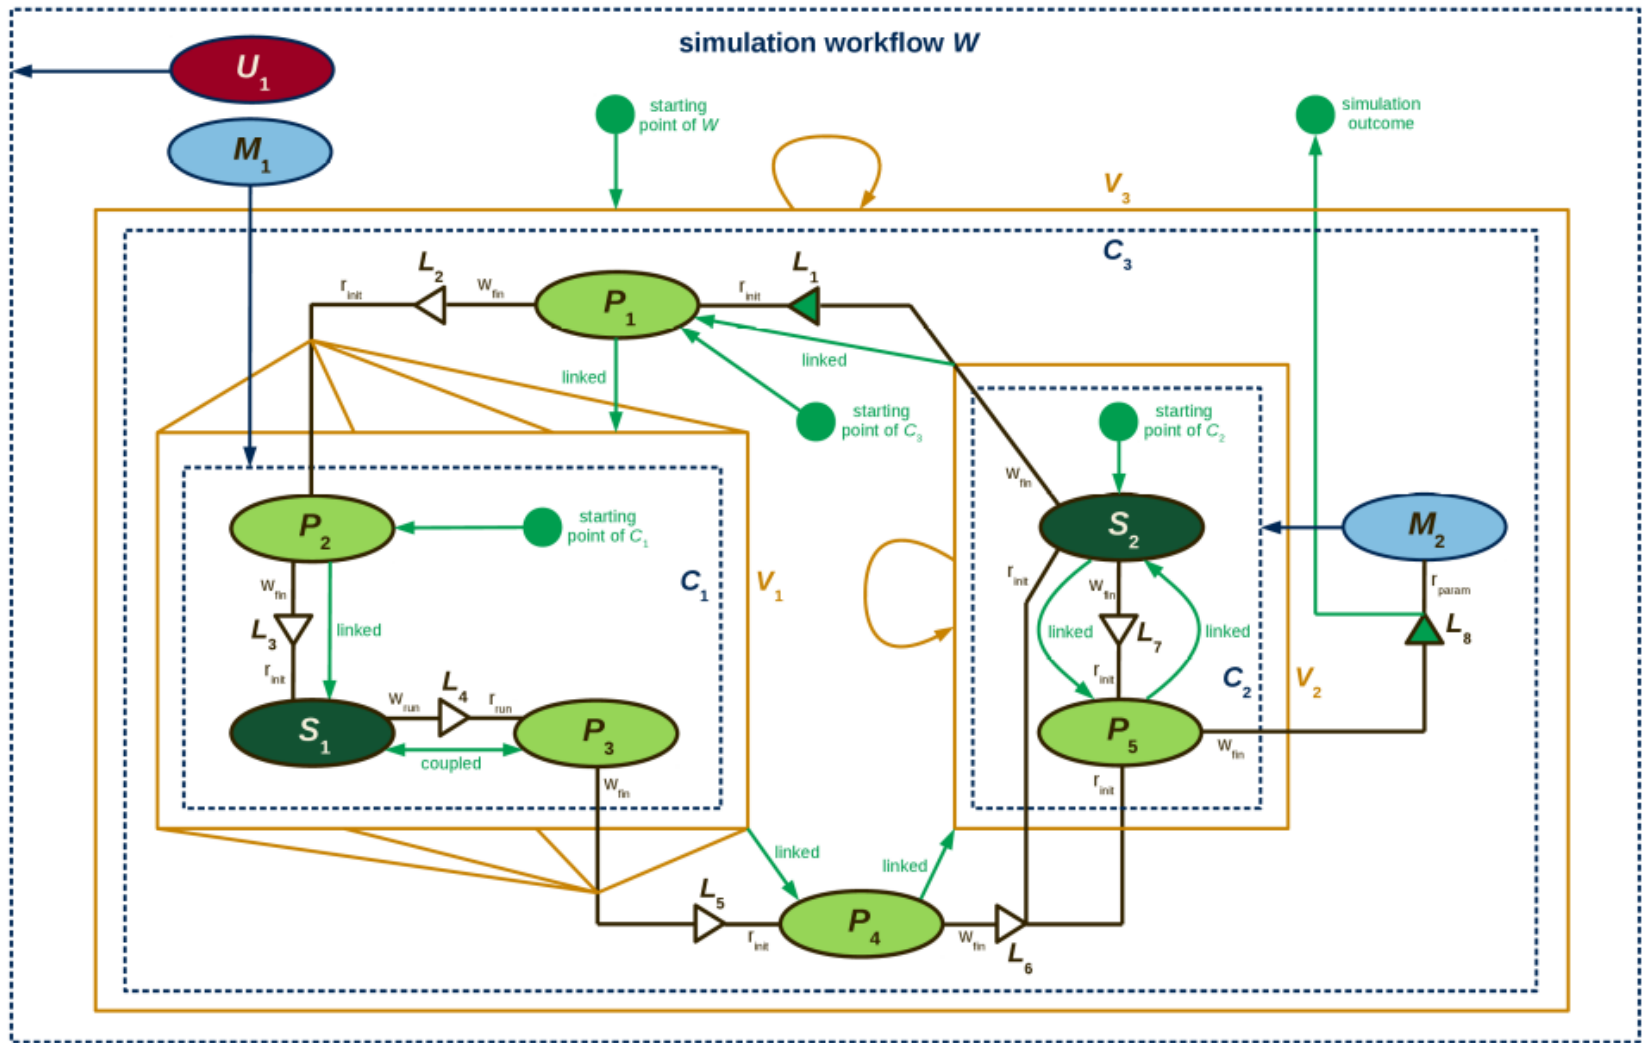 simulation workflow W
U1
M1
starting
point of W
simulation
outcome
V3
C3
L2
L1
rinit
wfin
P1
rinit
linked
linked
starting
point of C3
starting
point of C2
wfin
P2
starting
point of C1
S2
M2
C1
V1
rinit
wfin
rparam
wfin
L3
linked
linked
L7
linked
L8
rinit
rinit
C2
V2
L4
wrun
rrun
S1
P3
P5
coupled
wfin
wfin
rinit
linked
linked
L5
P4
rinit
wfin
L6